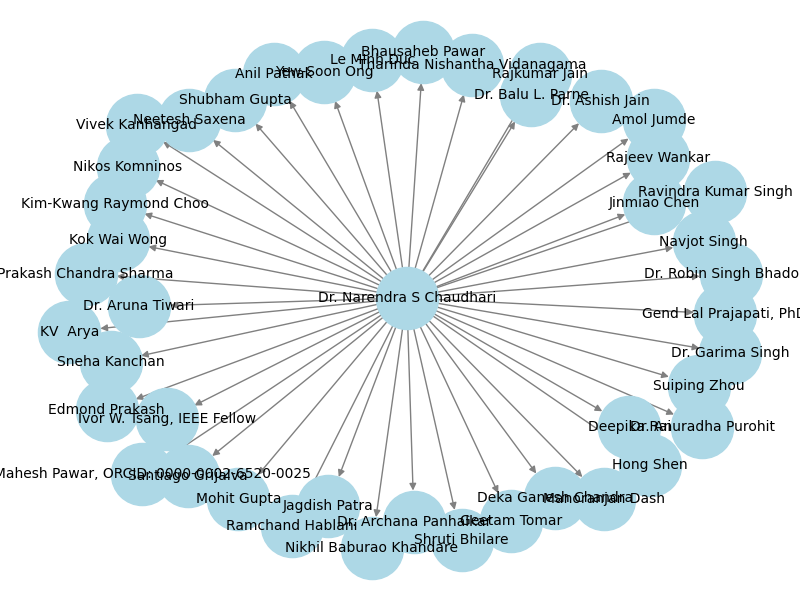 Bhausaheb Pawar
Le Minh Duc
Tharinda Nishantha Vidanagama
Yew-Soon Ong
Anil Pathak
Rajkumar Jain
Dr. Balu L. Parne
Shubham Gupta
Dr. Ashish Jain
Neetesh Saxena
Amol Jumde
Vivek Kanhangad
Rajeev Wankar
Nikos Komninos
Ravindra Kumar Singh
Kim-Kwang Raymond Choo
Jinmiao Chen
Kok Wai Wong
Navjot Singh
Prakash Chandra Sharma
Dr. Robin Singh Bhado
Dr. Narendra S Chaudhari
Dr. Aruna Tiwari
Gend Lal Prajapati, PhD
KV  Arya
Dr. Garima Singh
Sneha Kanchan
Suiping Zhou
Edmond Prakash
Ivor W. Tsang, IEEE Fellow
Deepika Rani
Dr. Anuradha Purohit
Hong Shen
Mahesh Pawar, ORCID: 0000-0002-6520-0025
Santiago Grijalva
Mohit Gupta
Deka Ganesh Chandra
Manoranjan Dash
Jagdish Patra
Ramchand Hablani
Dr. Archana Panhalkar
Geetam Tomar
Shruti Bhilare
Nikhil Baburao Khandare